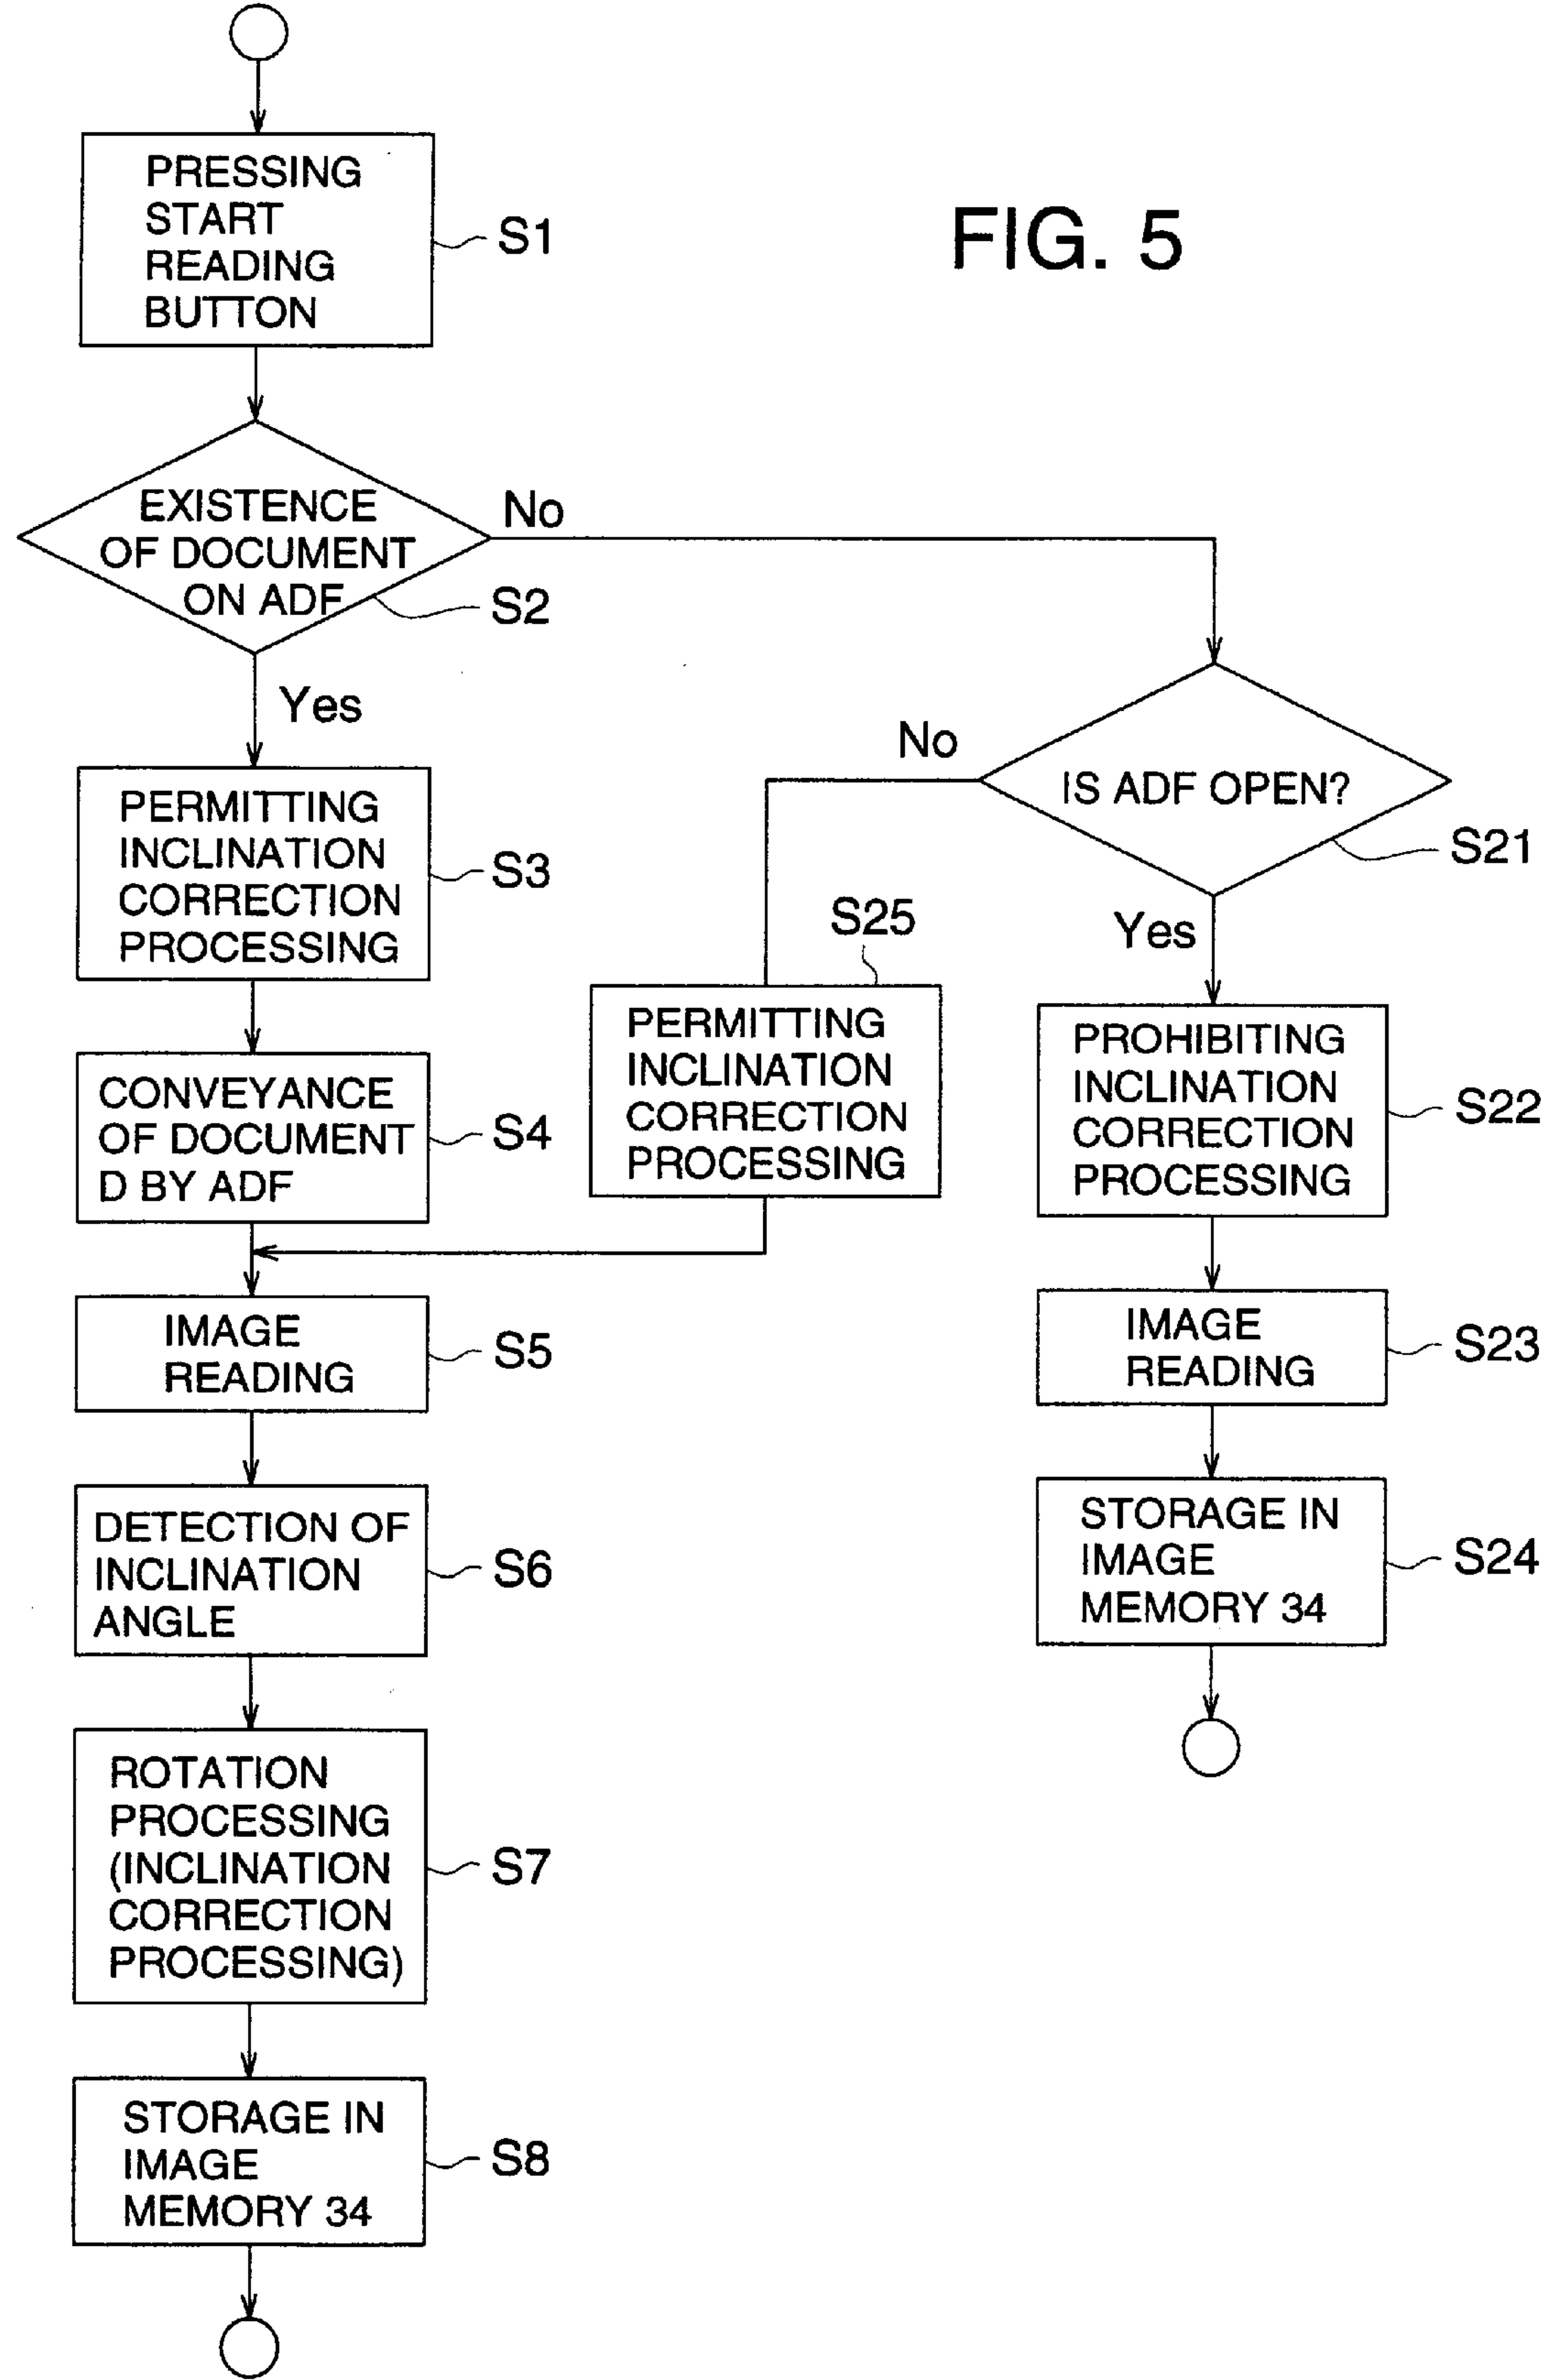 FIG. 5
PRESSING
START
READING
BUTTON
S1
EXISTENCE
OF DOCUMENT
ON ADF
S2
No
Yes
PERMITTING
INCLINATION
CORRECTION
PROCESSING
S3
CONVEYANCE
OF DOCUMENT
D BY ADF
S4
IMAGE
READING
S5
DETECTION OF
INCLINATION
ANGLE
S6
ROTATION
PROCESSING
(INCLINATION
CORRECTION
PROCESSING)
S7
STORAGE IN
IMAGE
MEMORY 34
S8
IS ADF OPEN?
S21
No
Yes
S25
PERMITTING
INCLINATION
CORRECTION
PROCESSING
PROHIBITING
INCLINATION
CORRECTION
PROCESSING
S22
IMAGE
READING
S23
STORAGE IN
IMAGE
MEMORY 34
S24